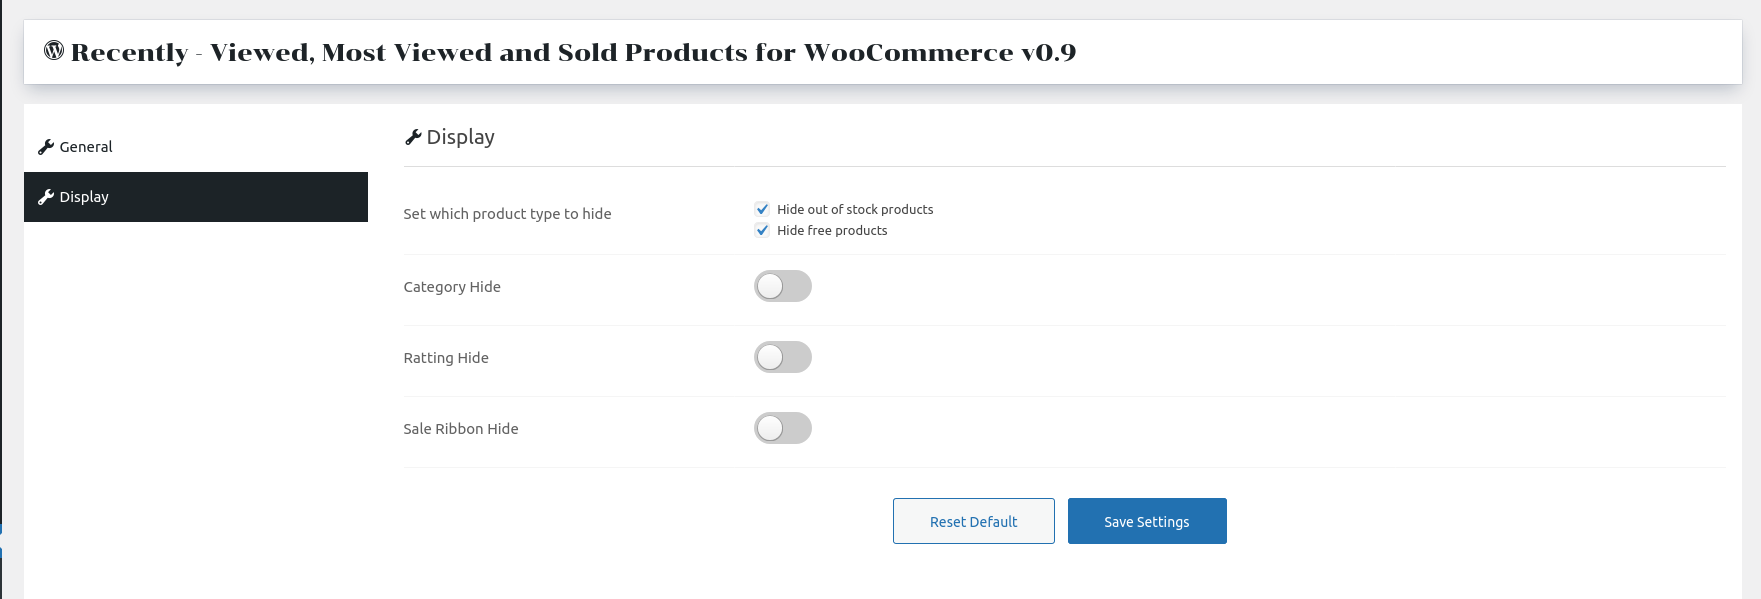 Recently - Viewed, Most Viewed and Sold Products for WooCommerce v0.9
General
Display
Display
Set which product type to hide
Hide out of stock products
Hide free products
Category Hide
Ratting Hide
Sale Ribbon Hide
Reset Default
Save Settings